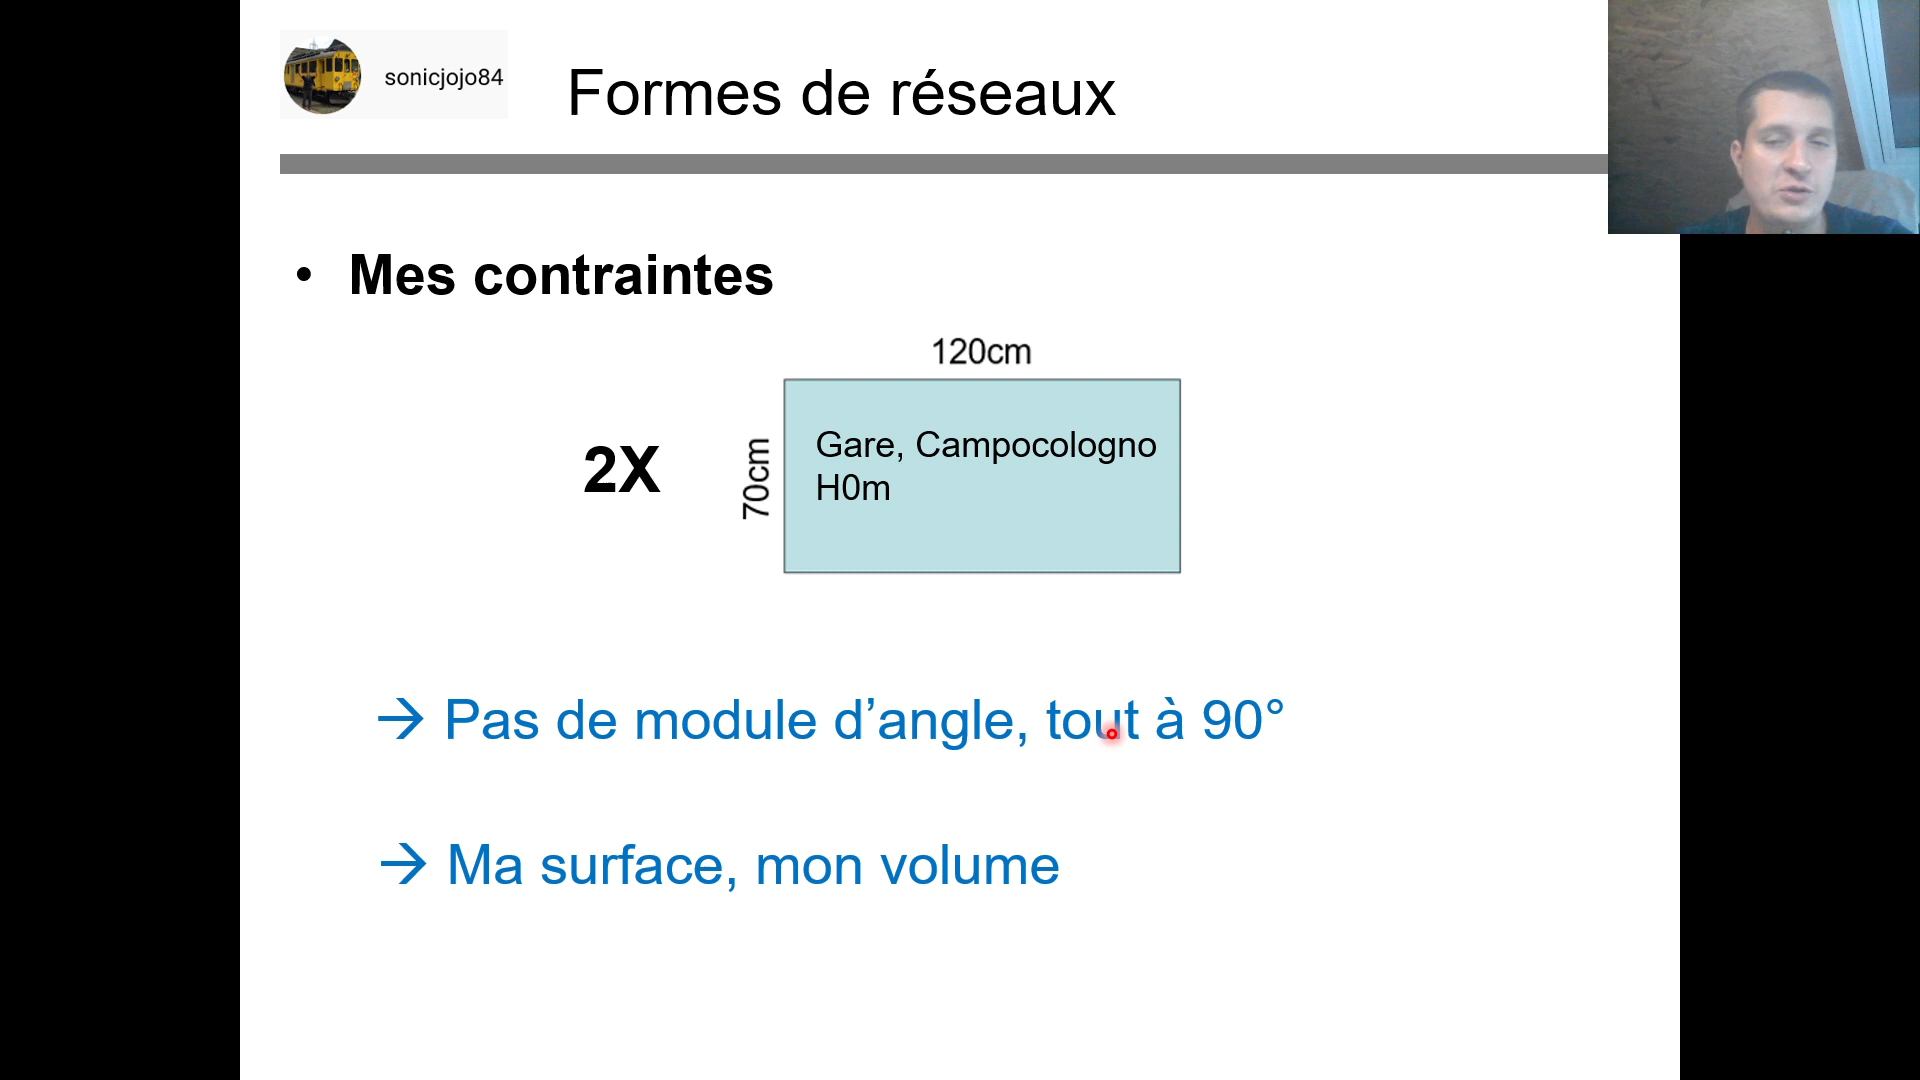 sonicjojo84
Formes de réseaux
• Mes contraintes
120cm
2X
70cm
Gare, Campocologno
H0m
→ Pas de module d’angle, tout à 90°
→ Ma surface, mon volume